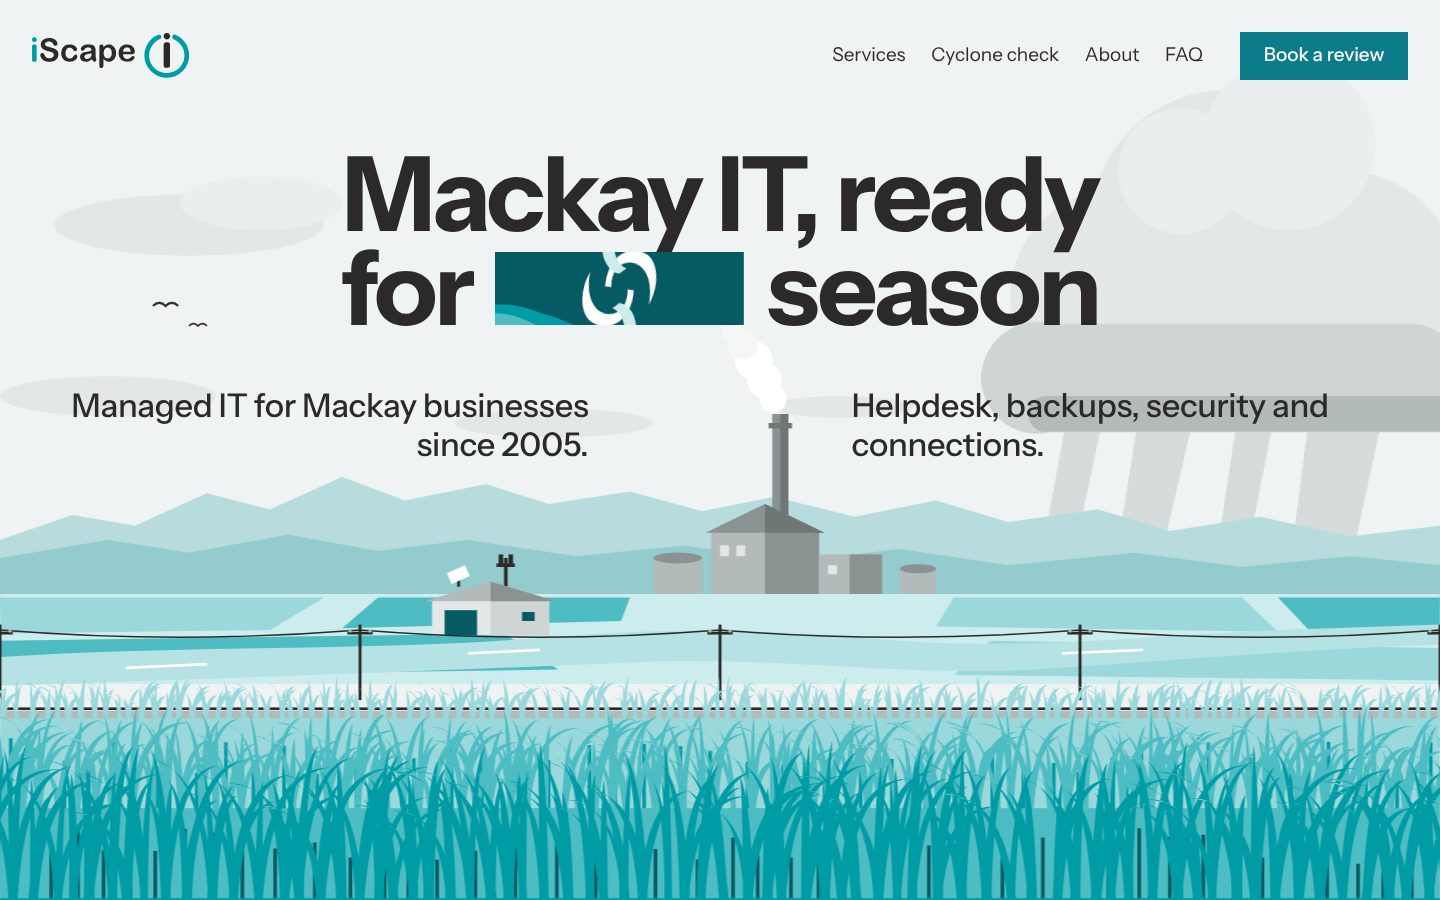 iScape
Services Cyclone check About FAQ Book a review
Mackay IT, ready
for season
Managed IT for Mackay businesses
since 2005.
Helpdesk, backups, security and
connections.